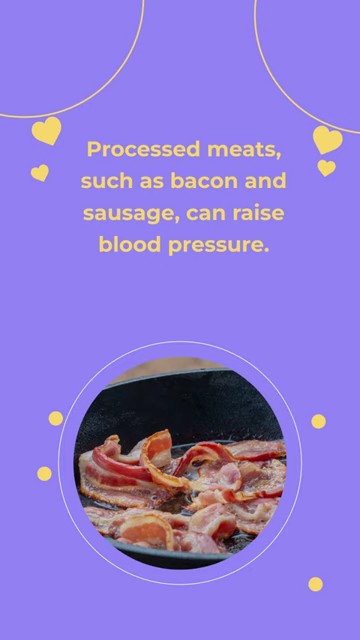 Processed meats,
such as bacon and
sausage, can raise
blood pressure.